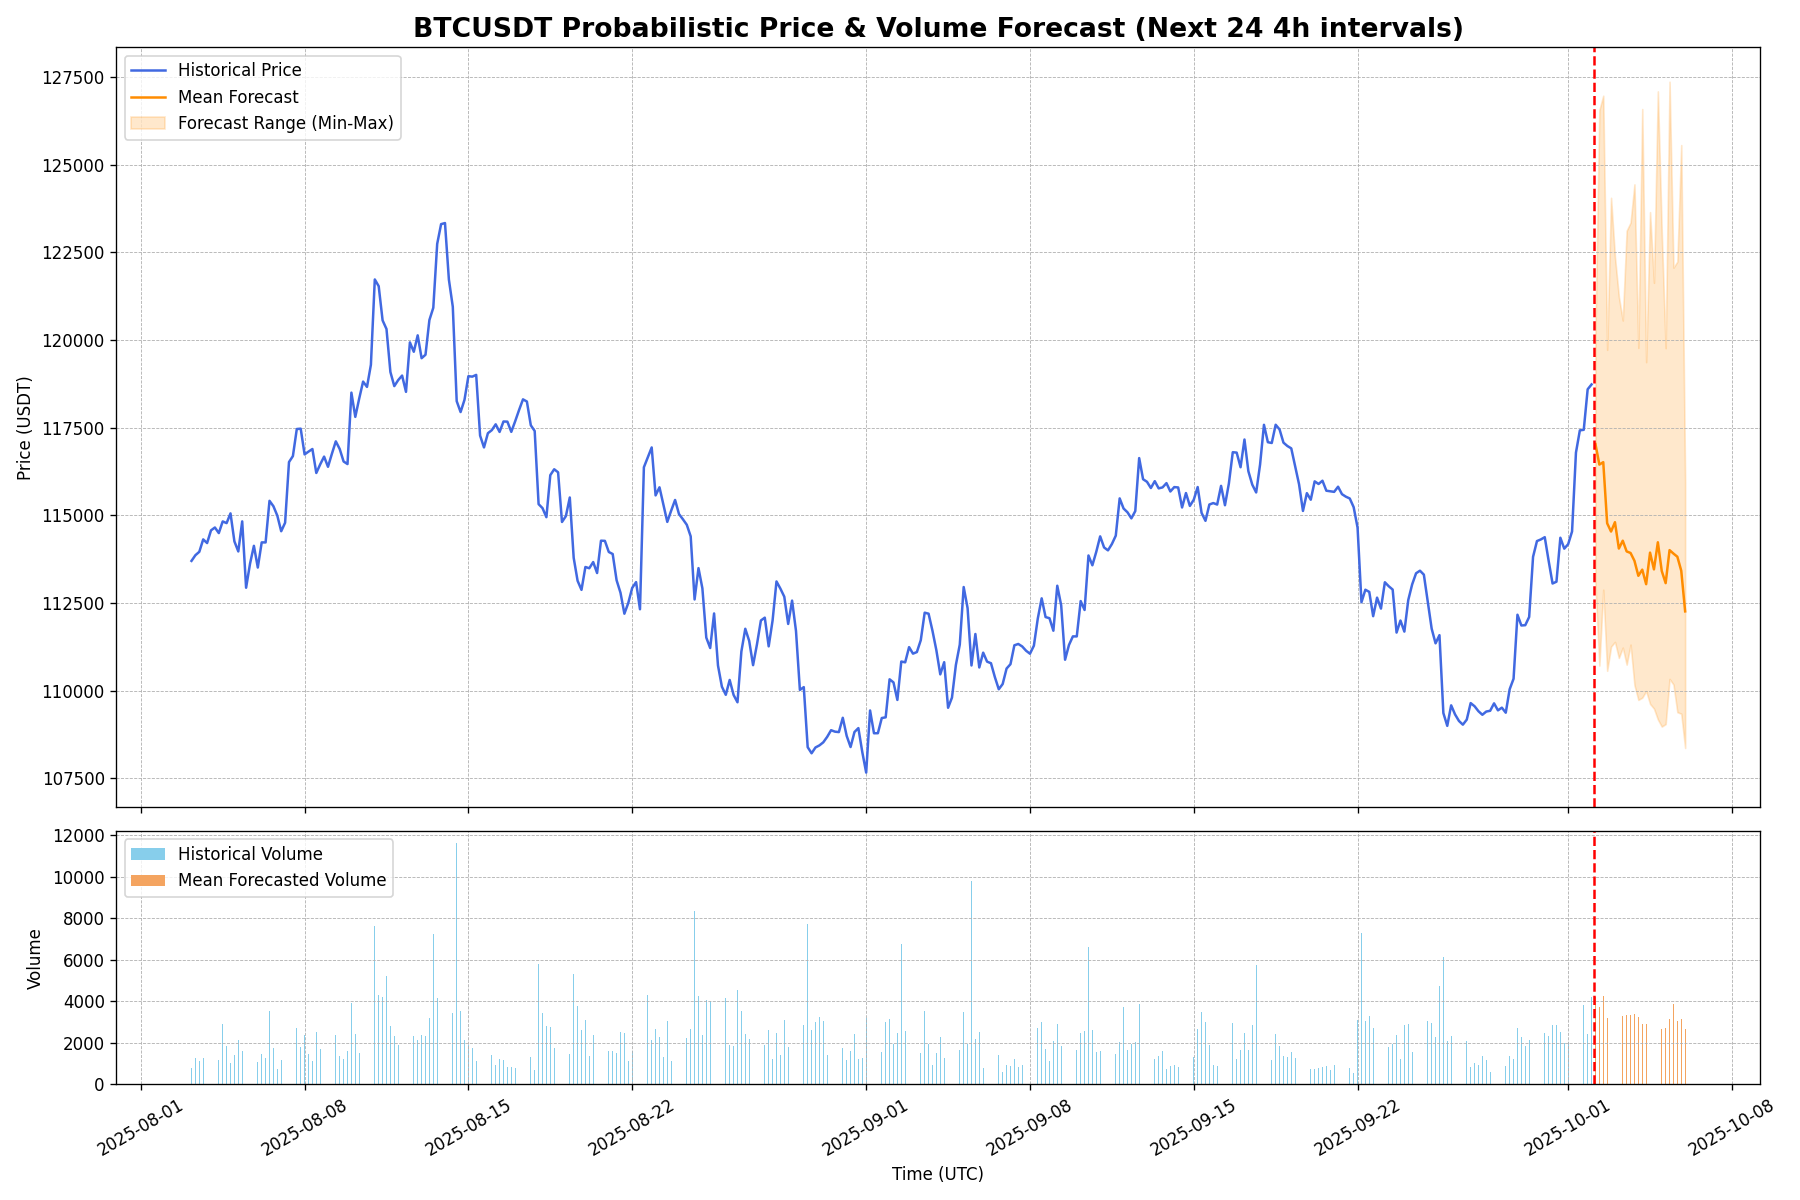 BTCUSDT Probabilistic Price & Volume Forecast (Next 24 4h intervals)
Historical Price
Mean Forecast
Forecast Range (Min-Max)
127500
125000
122500
120000
117500
115000
112500
110000
107500
Price (USDT)
Historical Volume
Mean Forecasted Volume
12000
10000
8000
6000
4000
2000
0
Volume
2025-08-01
2025-08-08
2025-08-15
2025-08-22
2025-09-01
2025-09-08
2025-09-15
2025-09-22
2025-10-01
2025-10-08
Time (UTC)